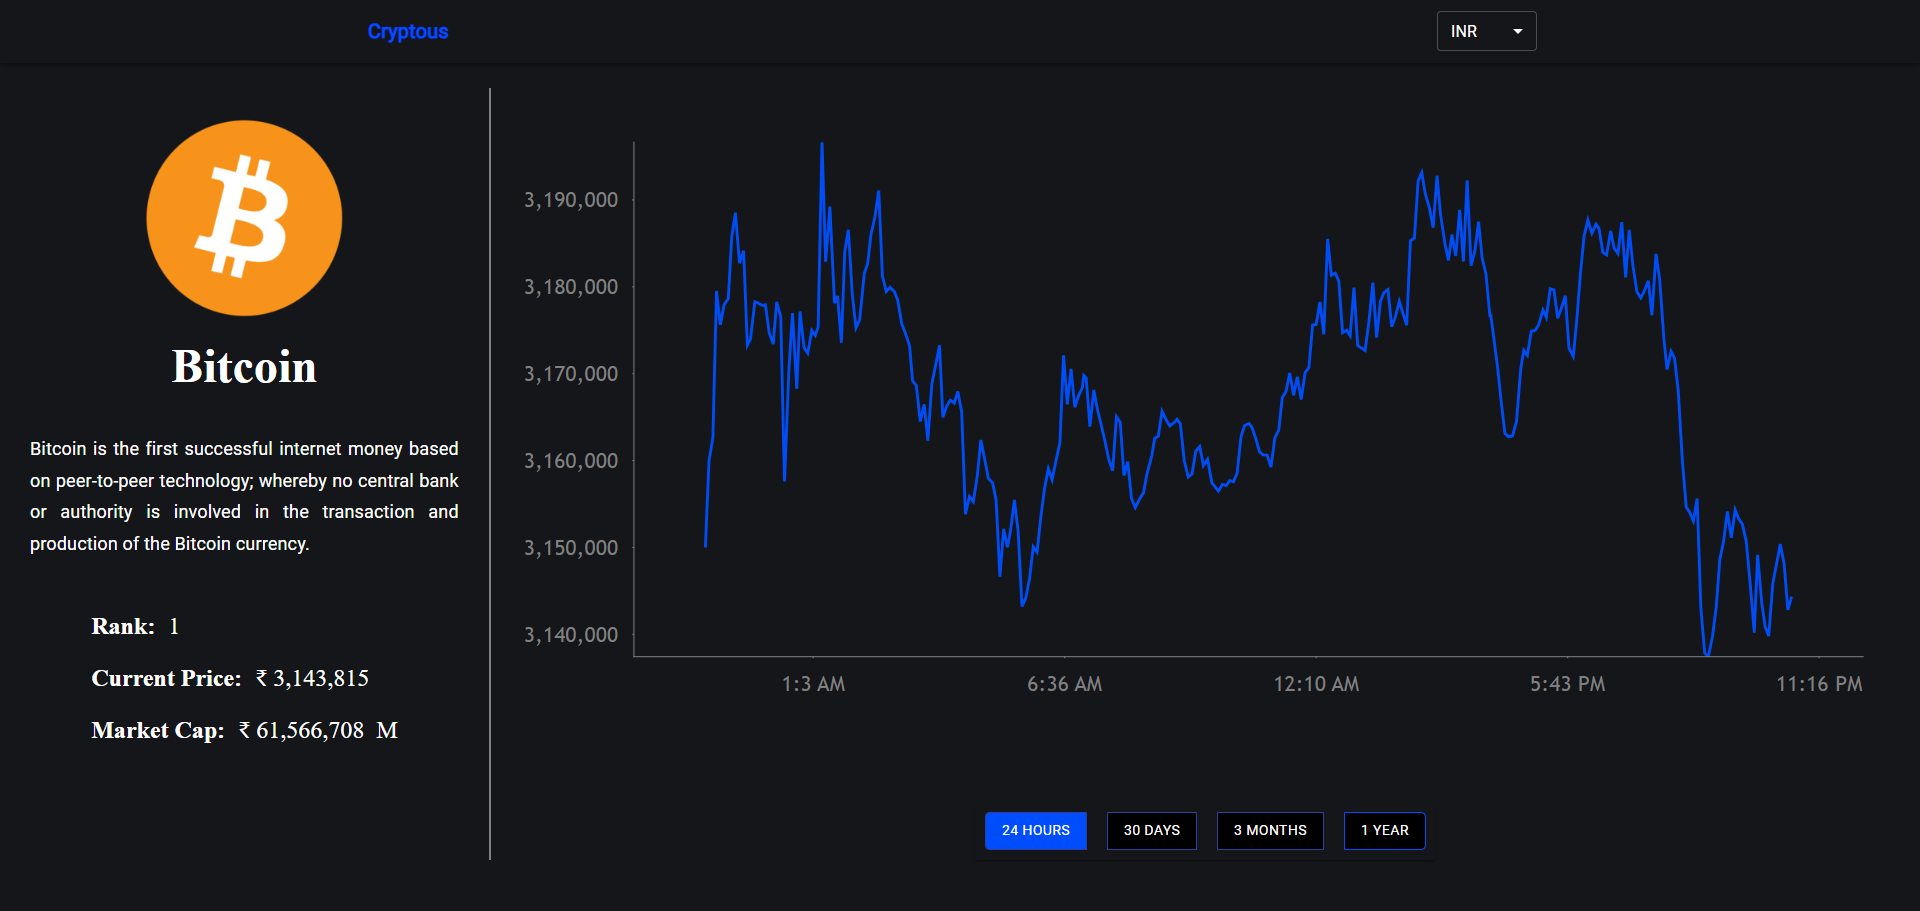 Cryptous
INR
Bitcoin
Bitcoin is the first successful internet money based
on peer-to-peer technology; whereby no central bank
or authority is involved in the transaction and
production of the Bitcoin currency.
Rank: 1
Current Price: ₹ 3,143,815
Market Cap: ₹ 61,566,708 M
3,190,000
3,180,000
3,170,000
3,160,000
3,150,000
3,140,000
1:3 AM 6:36 AM 12:10 AM 5:43 PM 11:16 PM
24 HOURS 30 DAYS 3 MONTHS 1 YEAR